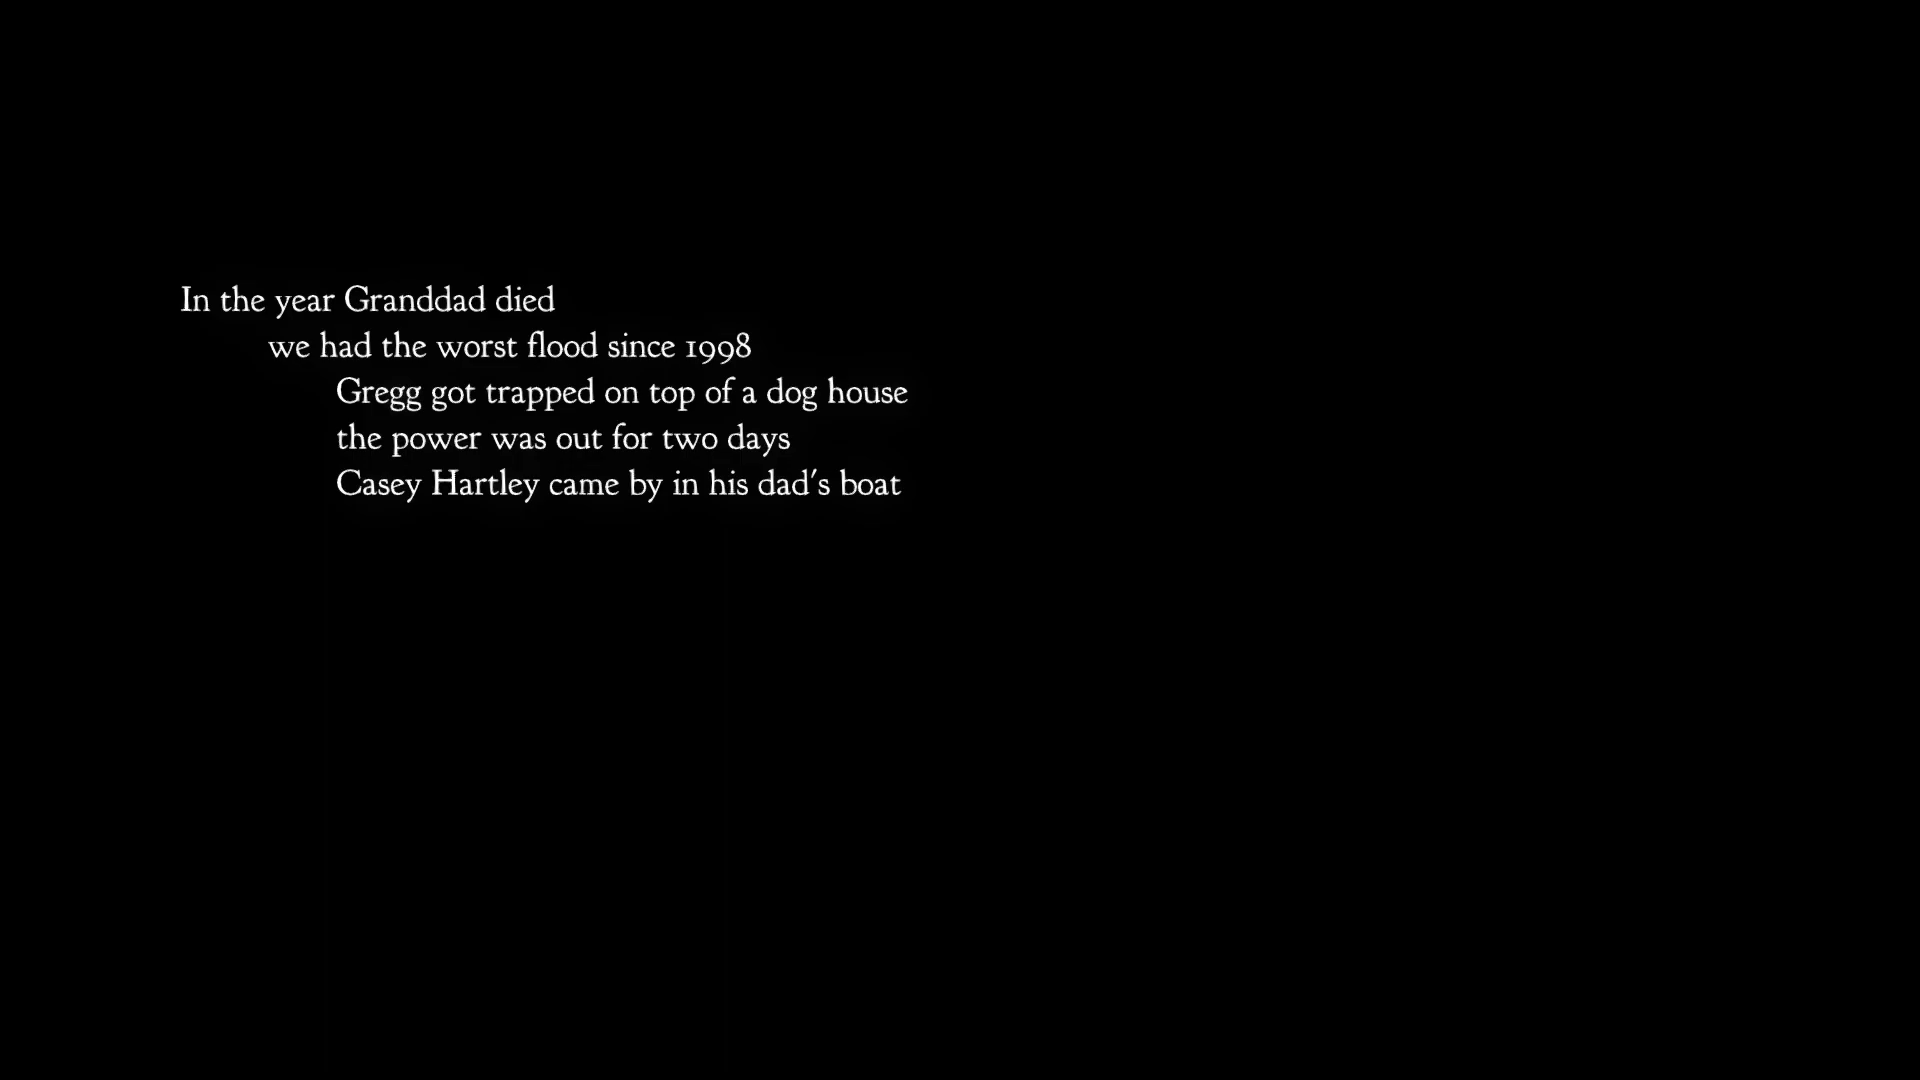 In the year Granddad died
we had the worst flood since 1998
Gregg got trapped on top of a dog house
the power was out for two days
Casey Hartley came by in his dad's boat